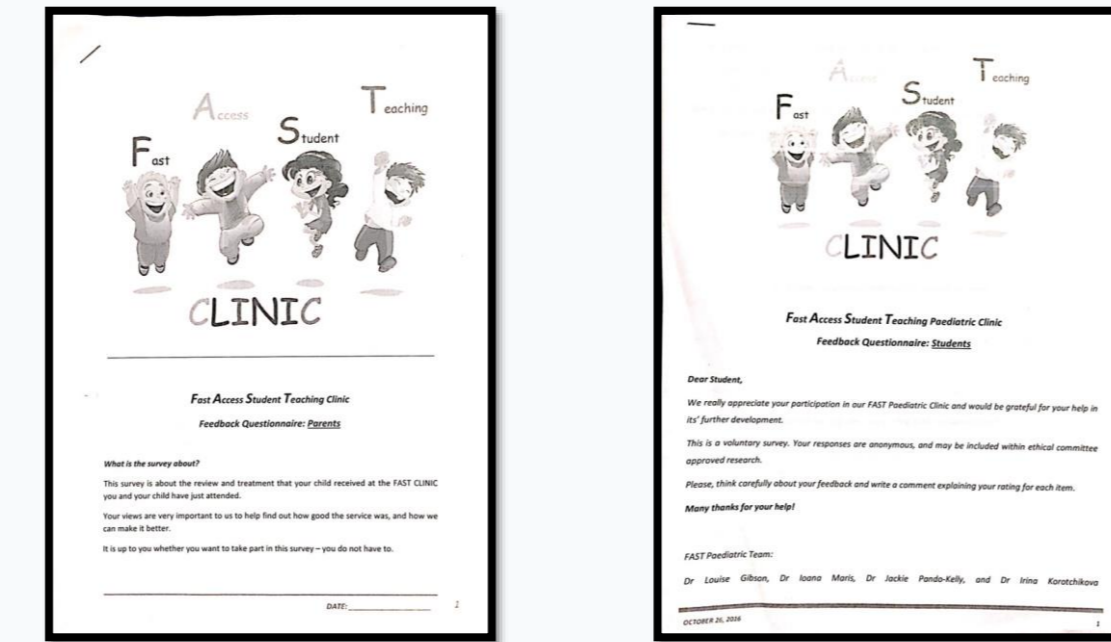 Fast Access Student Teaching
CLINIC
Fast Access Student Teaching Clinic
Feedback Questionnaire: Parents
What is the survey about?
This survey is about the review and treatment that your child received at the FAST CLINIC
you and your child have just attended.
Your views are very important to us to help find out how good the service was, and how we
can make it better.
It is up to you whether you want to take part in this survey – you do not have to.
DATE:
1
Fast Access Student Teaching
CLINIC
Fast Access Student Teaching Paediatric Clinic
Feedback Questionnaire: Students
Dear Student,
We really appreciate your participation in our FAST Paediatric Clinic and would be grateful for your help in
its' further development.
This is a voluntary survey. Your responses are anonymous, and may be included within ethical committee
approved research.
Please, think carefully about your feedback and write a comment explaining your rating for each item.
Many thanks for your help!
FAST Paediatric Team:
Dr Louise Gibson, Dr Ioana Maris, Dr Jackie Pando-Kelly, and Dr Irina Korotchikova
OCTOBER 26, 2016
1